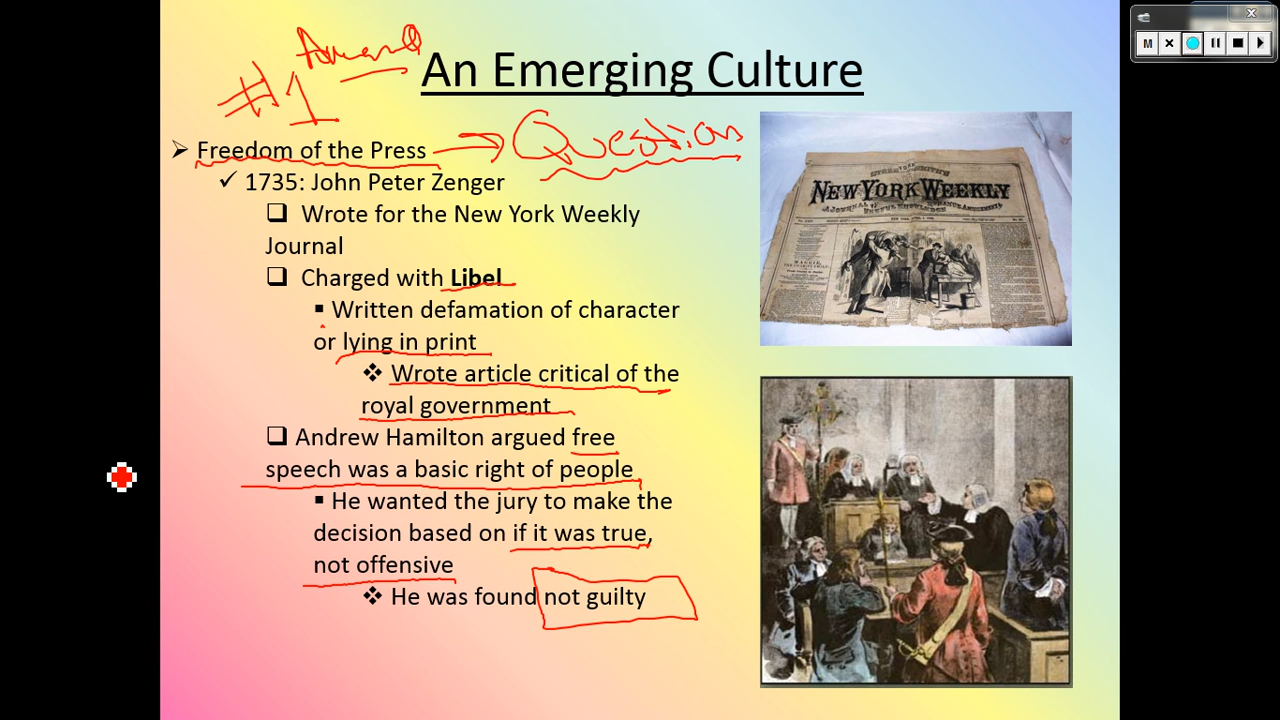 #1 Amend
An Emerging Culture
Question
➢ Freedom of the Press
✓ 1735: John Peter Zenger
❑ Wrote for the New York Weekly
Journal
❑ Charged with Libel
▪ Written defamation of character
or lying in print
❖ Wrote article critical of the
royal government
❑ Andrew Hamilton argued free
speech was a basic right of people
▪ He wanted the jury to make the
decision based on if it was true,
not offensive
❖ He was found not guilty
NEW YORK WEEKLY
M